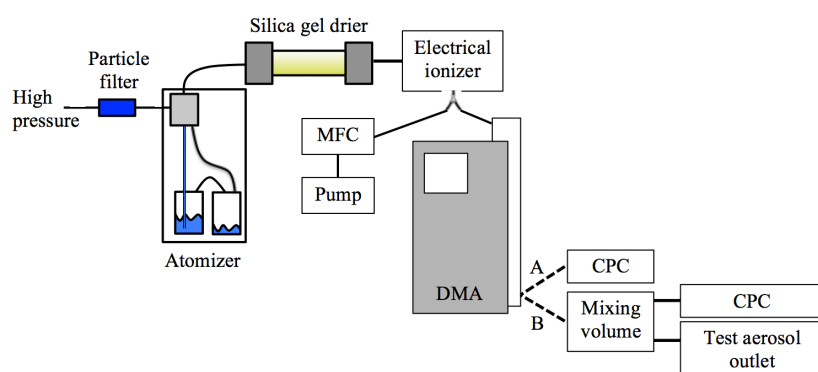 Silica gel drier
Particle
filter
Electrical
ionizer
High
pressure
MFC
Pump
Atomizer
DMA
A
CPC
B
Mixing
volume
CPC
Test aerosol
outlet